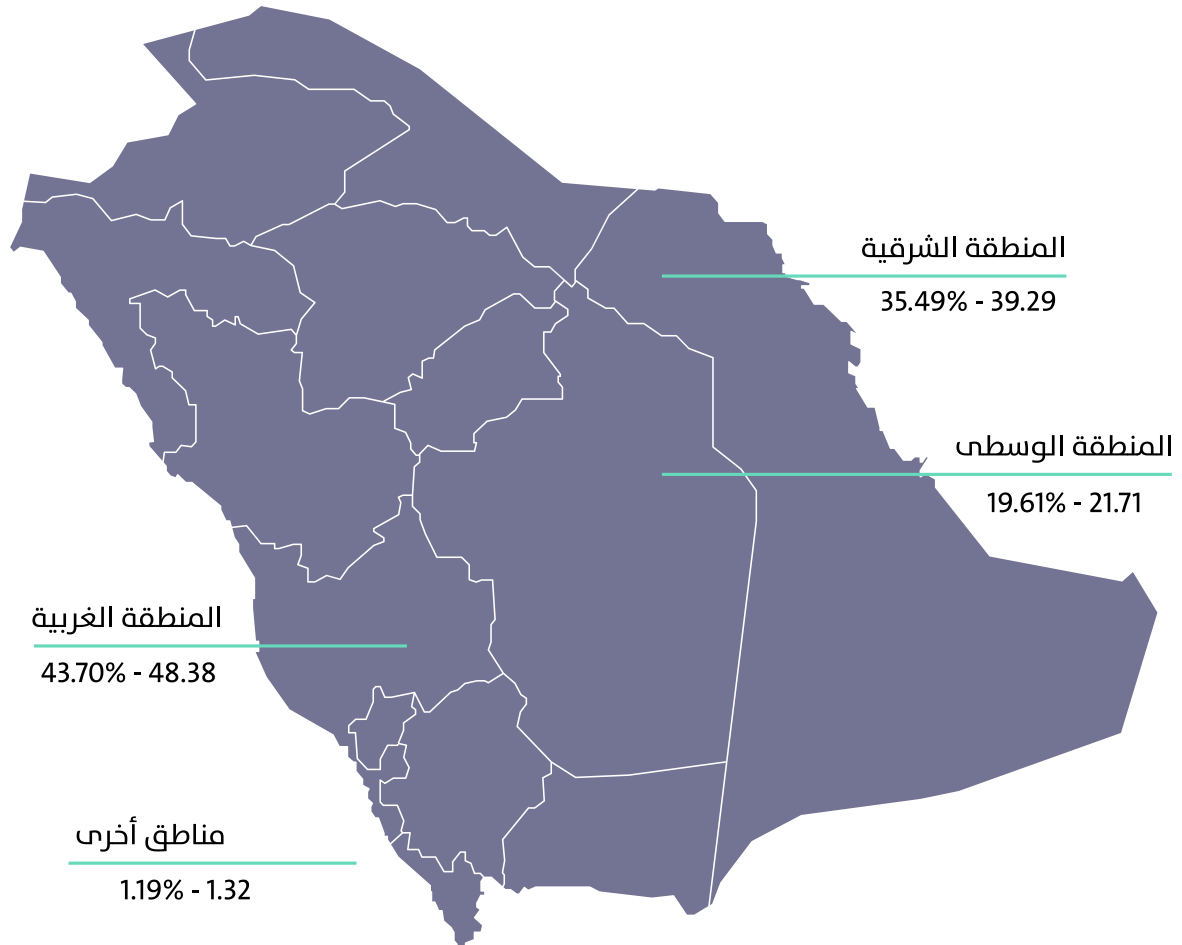 المنطقة الشرقية
35.49% - 39.29
المنطقة الوسطى
19.61% - 21.71
المنطقة الغربية
43.70% - 48.38
مناطق أخرى
1.19% - 1.32